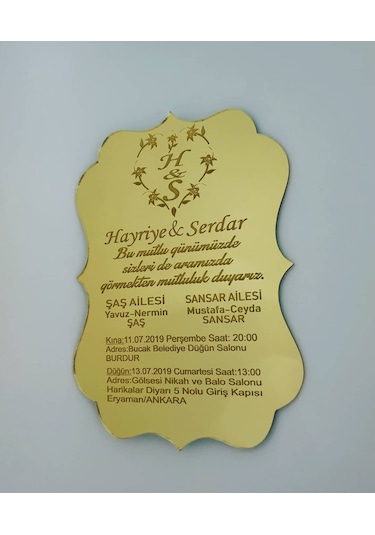 H
&
S
Hayriye & Serdar
Bu mutlu günümüzde
sizleri de aramızda
görmekten mutluluk duyarız.
ŞAŞ AİLESİ SANSAR AİLESİ
Yavuz-Nermin Mustafa-Ceyda
ŞAŞ SANSAR
Kına:11.07.2019 Perşembe Saat: 20:00
Adres:Bucak Belediye Düğün Salonu
BURDUR
Düğün:13.07.2019 Cumartesi Saat:13:00
Adres:Gölsesi Nikah ve Balo Salonu
Harikalar Diyarı 5 Nolu Giriş Kapısı
Eryaman/ANKARA